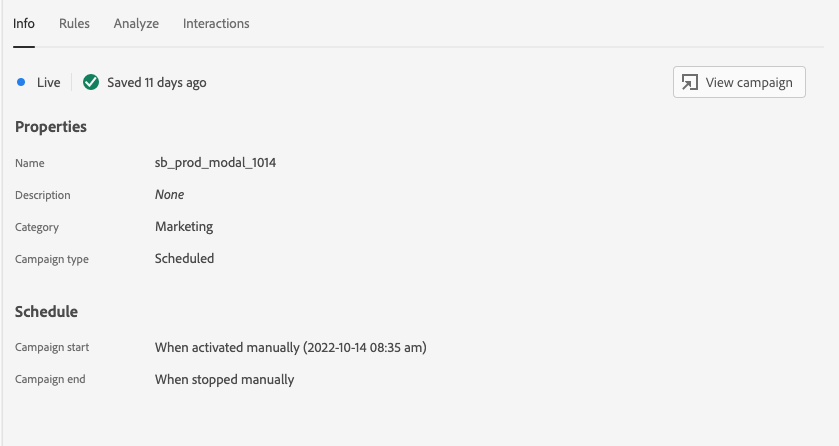 Info Rules Analyze Interactions
Live Saved 11 days ago View campaign
Properties
Name sb_prod_modal_1014
Description None
Category Marketing
Campaign type Scheduled
Schedule
Campaign start When activated manually (2022-10-14 08:35 am)
Campaign end When stopped manually